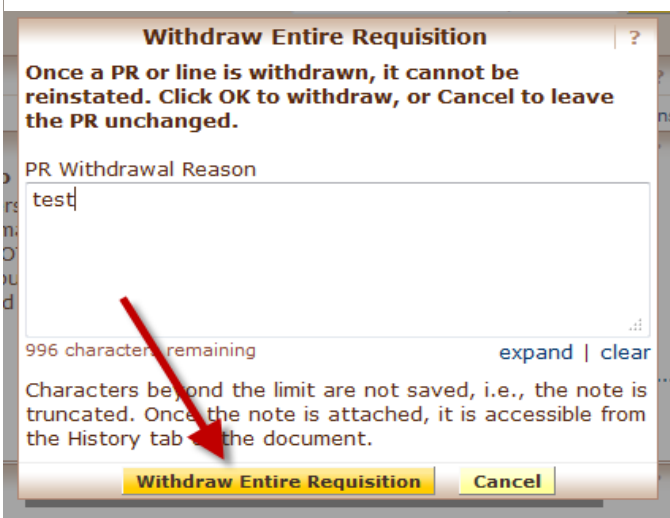 Withdraw Entire Requisition ?
Once a PR or line is withdrawn, it cannot be
reinstated. Click OK to withdraw, or Cancel to leave
the PR unchanged.
PR Withdrawal Reason
test
996 characters remaining
expand | clear
Characters beyond the limit are not saved, i.e., the note is
truncated. Once the note is attached, it is accessible from
the History tab of the document.
Withdraw Entire Requisition
Cancel